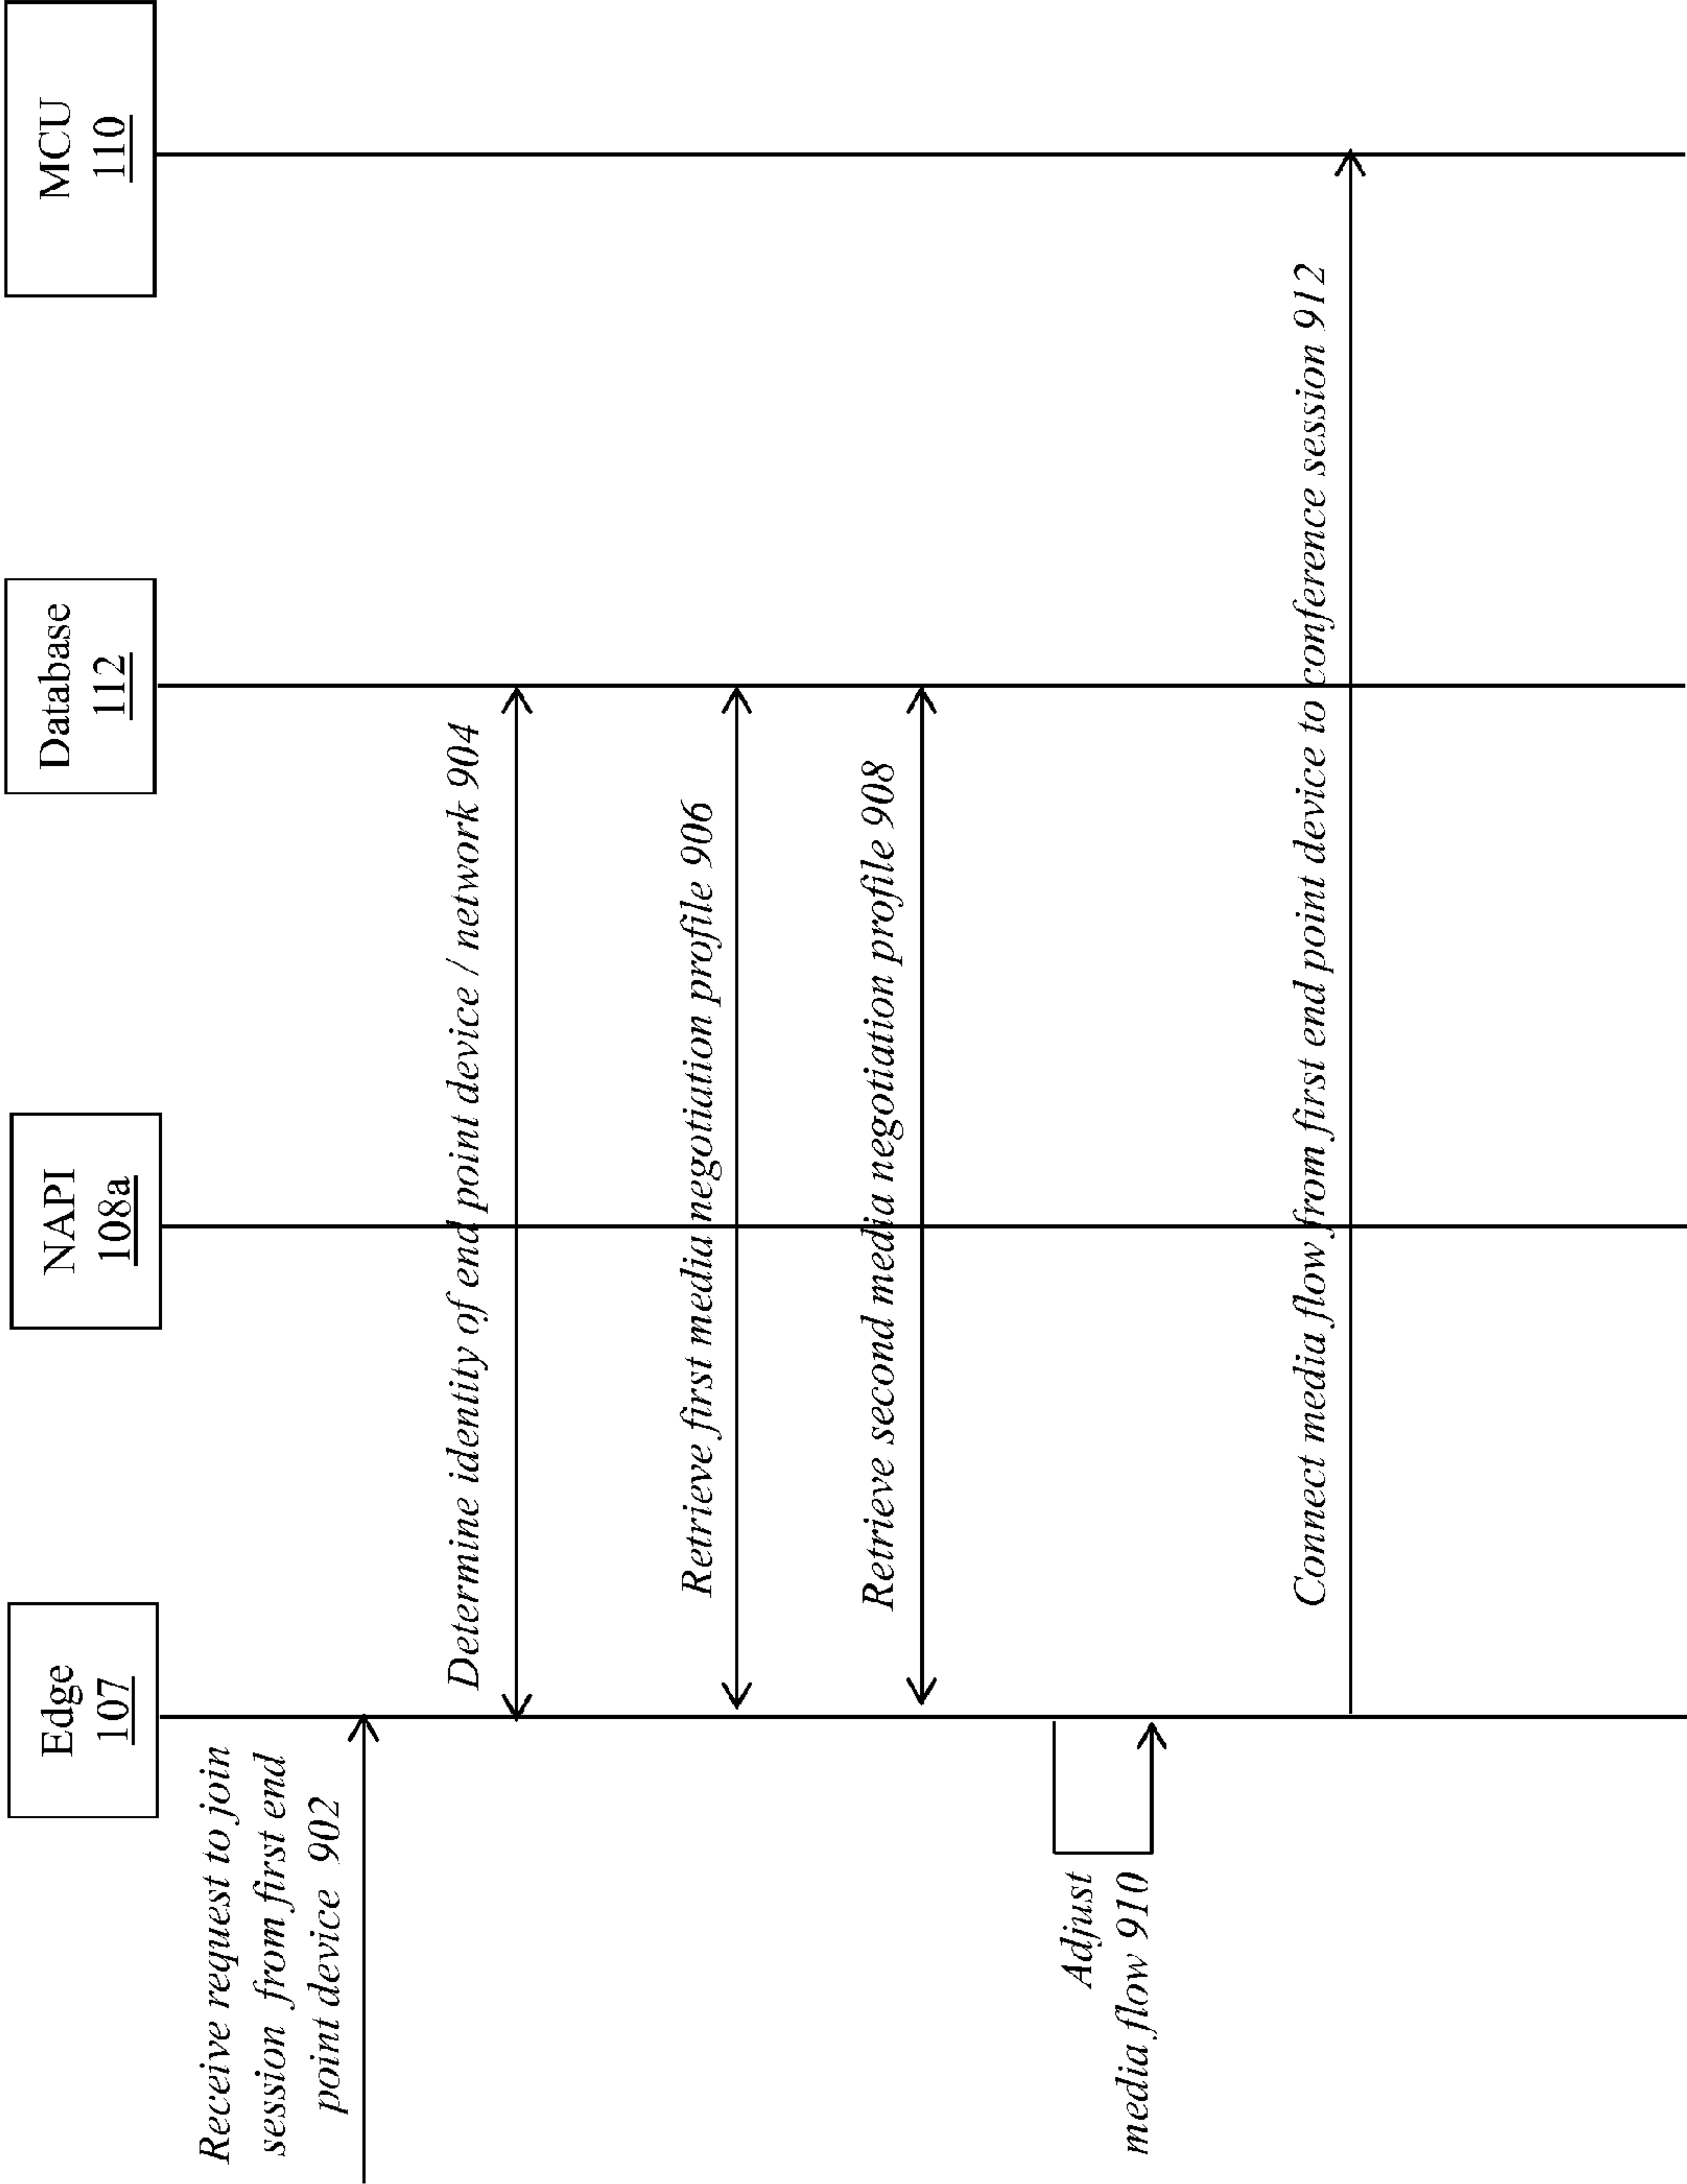 Edge
107
NAPI
108a
Database
112
MCU
110
Receive request to join
session from first end
point device 902
Determine identity of end point device / network 904
Retrieve first media negotiation profile 906
Retrieve second media negotiation profile 908
Adjust
media flow 910
Connect media flow from first end point device to conference session 912